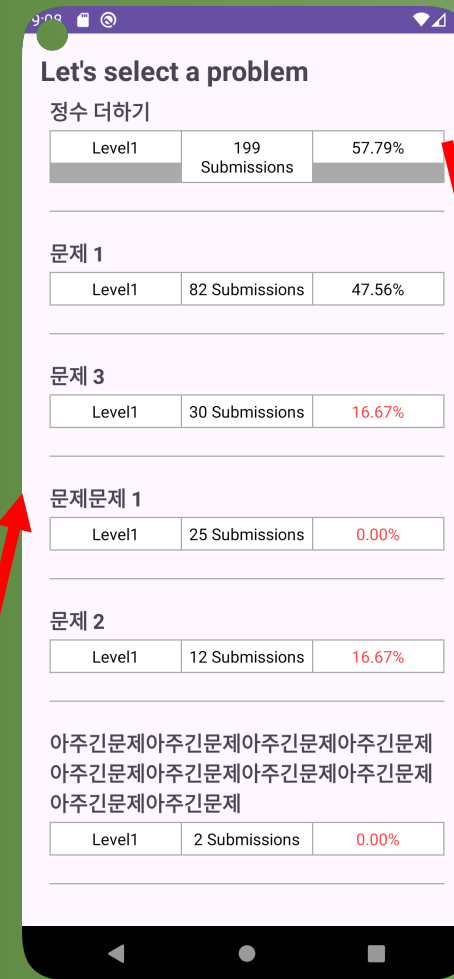 9:08
Let's select a problem
정수 더하기
Level1 199 57.79%
Submissions
문제 1
Level1 82 Submissions 47.56%
문제 3
Level1 30 Submissions 16.67%
문제문제 1
Level1 25 Submissions 0.00%
문제 2
Level1 12 Submissions 16.67%
아주긴문제아주긴문제아주긴문제아주긴문제
아주긴문제아주긴문제아주긴문제아주긴문제
아주긴문제아주긴문제
Level1 2 Submissions 0.00%